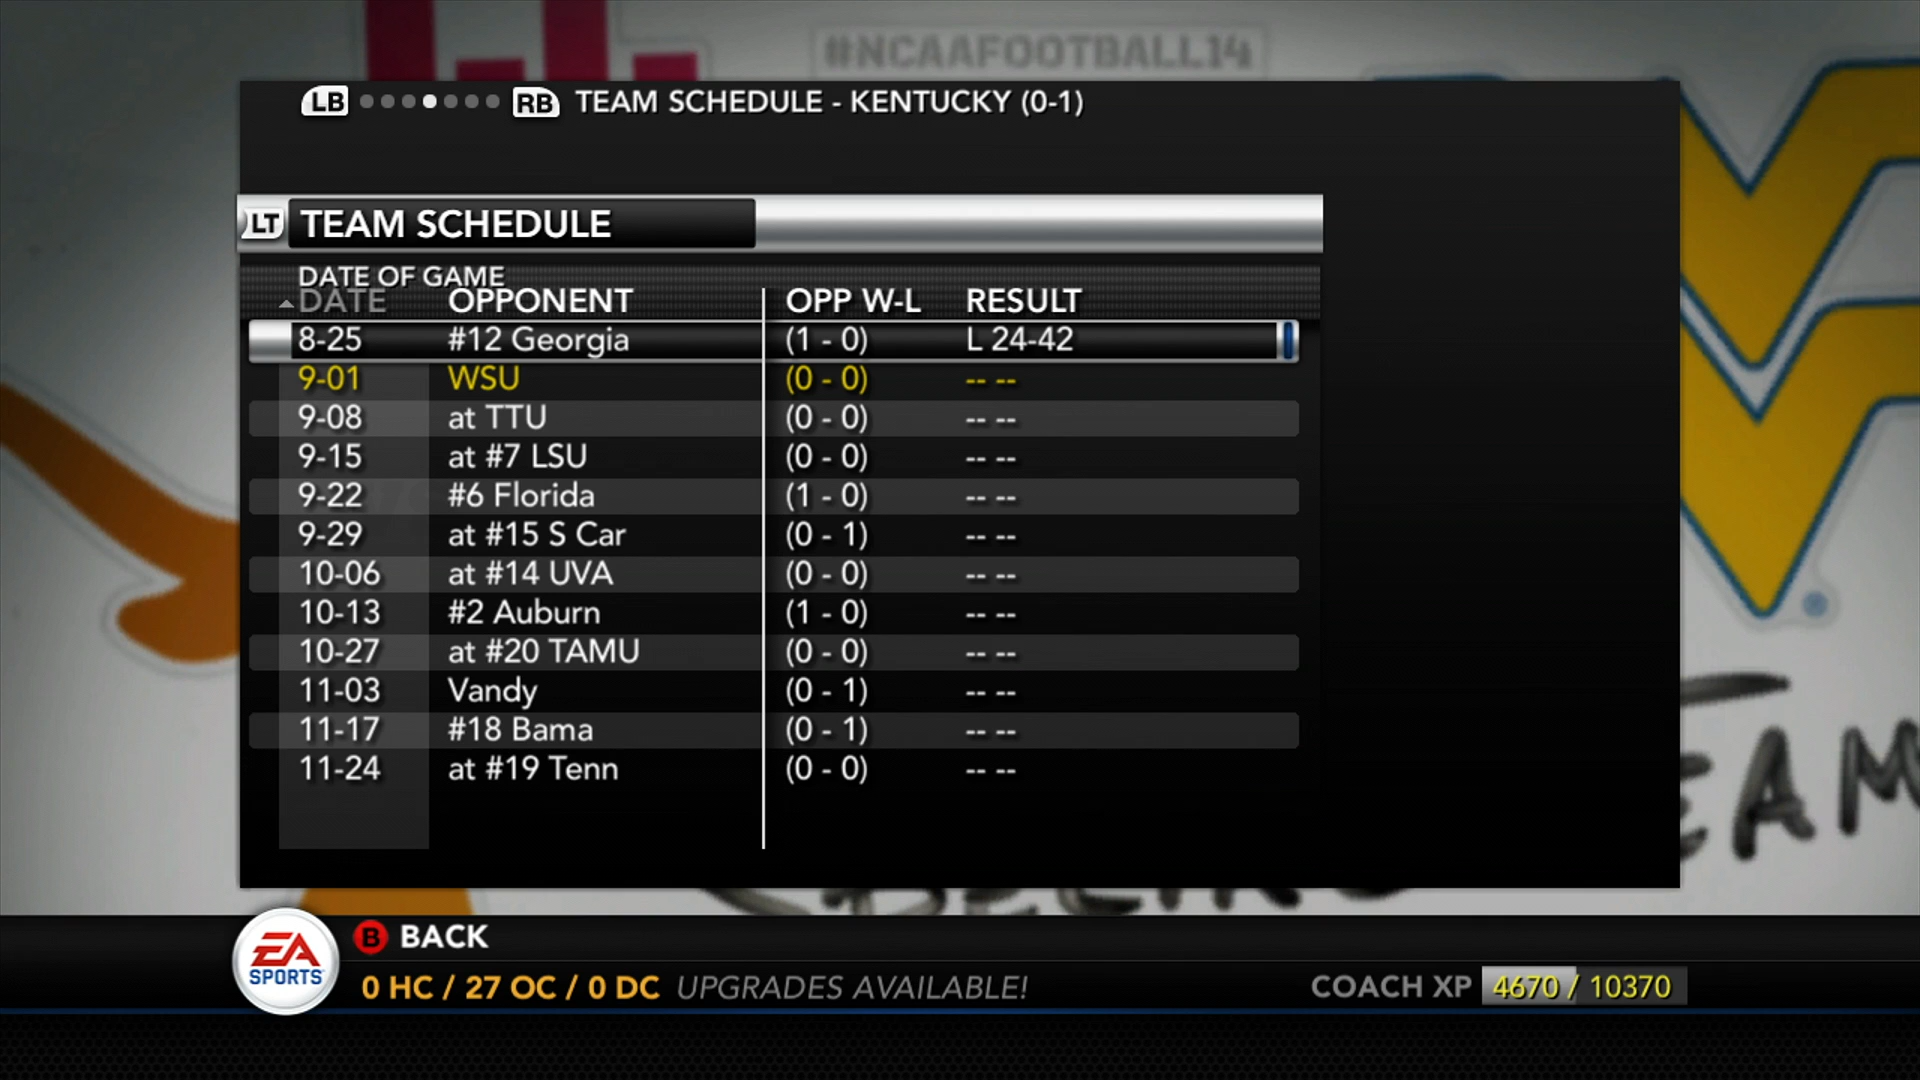 #NCAAFOOTBALL14
LB RB TEAM SCHEDULE - KENTUCKY (0-1)
LT TEAM SCHEDULE
DATE OF GAME
DATE OPPONENT OPP W-L RESULT
8-25 #12 Georgia (1 - 0) L 24-42
9-01 WSU (0 - 0) -- --
9-08 at TTU (0 - 0) -- --
9-15 at #7 LSU (0 - 0) -- --
9-22 #6 Florida (1 - 0) -- --
9-29 at #15 S Car (0 - 1) -- --
10-06 at #14 UVA (0 - 0) -- --
10-13 #2 Auburn (1 - 0) -- --
10-27 at #20 TAMU (0 - 0) -- --
11-03 Vandy (0 - 1) -- --
11-17 #18 Bama (0 - 1) -- --
11-24 at #19 Tenn (0 - 0) -- --
EA SPORTS
B BACK
0 HC / 27 OC / 0 DC UPGRADES AVAILABLE! COACH XP 4670 / 10370